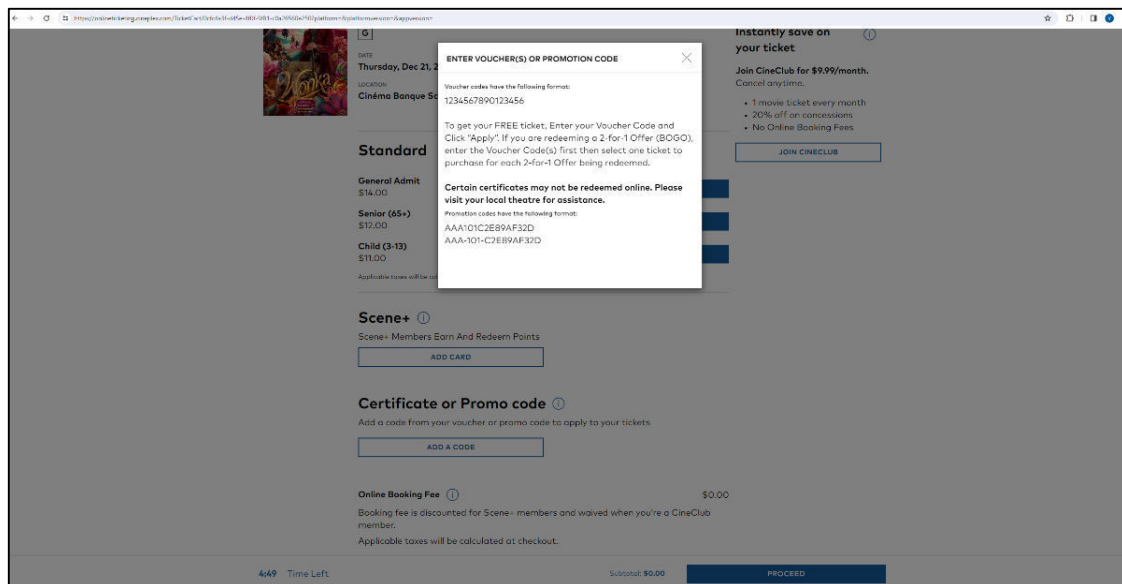 Wonka
G
DATE
Thursday, Dec 21, 2
LOCATION
Cinéma Banque Sc
Standard
General Admit
$14.00
Senior (65+)
$12.00
Child (3-13)
$11.00
Applicable taxes will be cal
ENTER VOUCHER(S) OR PROMOTION CODE
Voucher codes have the following format:
1234567890123456
To get your FREE ticket, Enter your Voucher Code and
Click "Apply". If you are redeeming a 2-for-1 Offer (BOGO),
enter the Voucher Code(s) first then select one ticket to
purchase for each 2-for-1 Offer being redeemed.
Certain certificates may not be redeemed online. Please
visit your local theatre for assistance.
Promotion codes have the following format:
AAA101C2E89AF32D
AAA-101-C2E89AF32D
Instantly save on
your ticket
Join CineClub for $9.99/month.
Cancel anytime.
• 1 movie ticket every month
• 20% off on concessions
• No Online Booking Fees
JOIN CINECLUB
Scene+
Scene+ Members Earn And Redeem Points
ADD CARD
Certificate or Promo code
Add a code from your voucher or promo code to apply to your tickets
ADD A CODE
Online Booking Fee
$0.00
Booking fee is discounted for Scene+ members and waived when you're a CineClub
member.
Applicable taxes will be calculated at checkout.
4:49 Time Left
Subtotal: $0.00
PROCEED